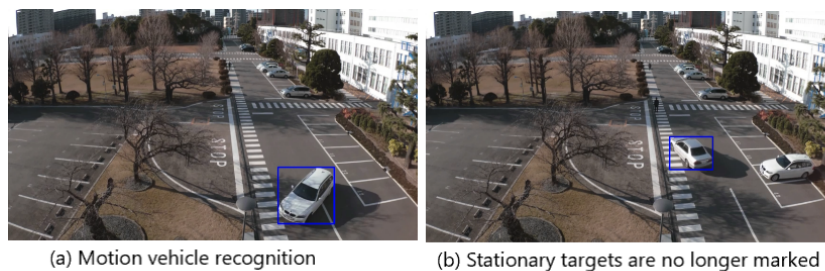 STOP
STOP
(a) Motion vehicle recognition
(b) Stationary targets are no longer marked